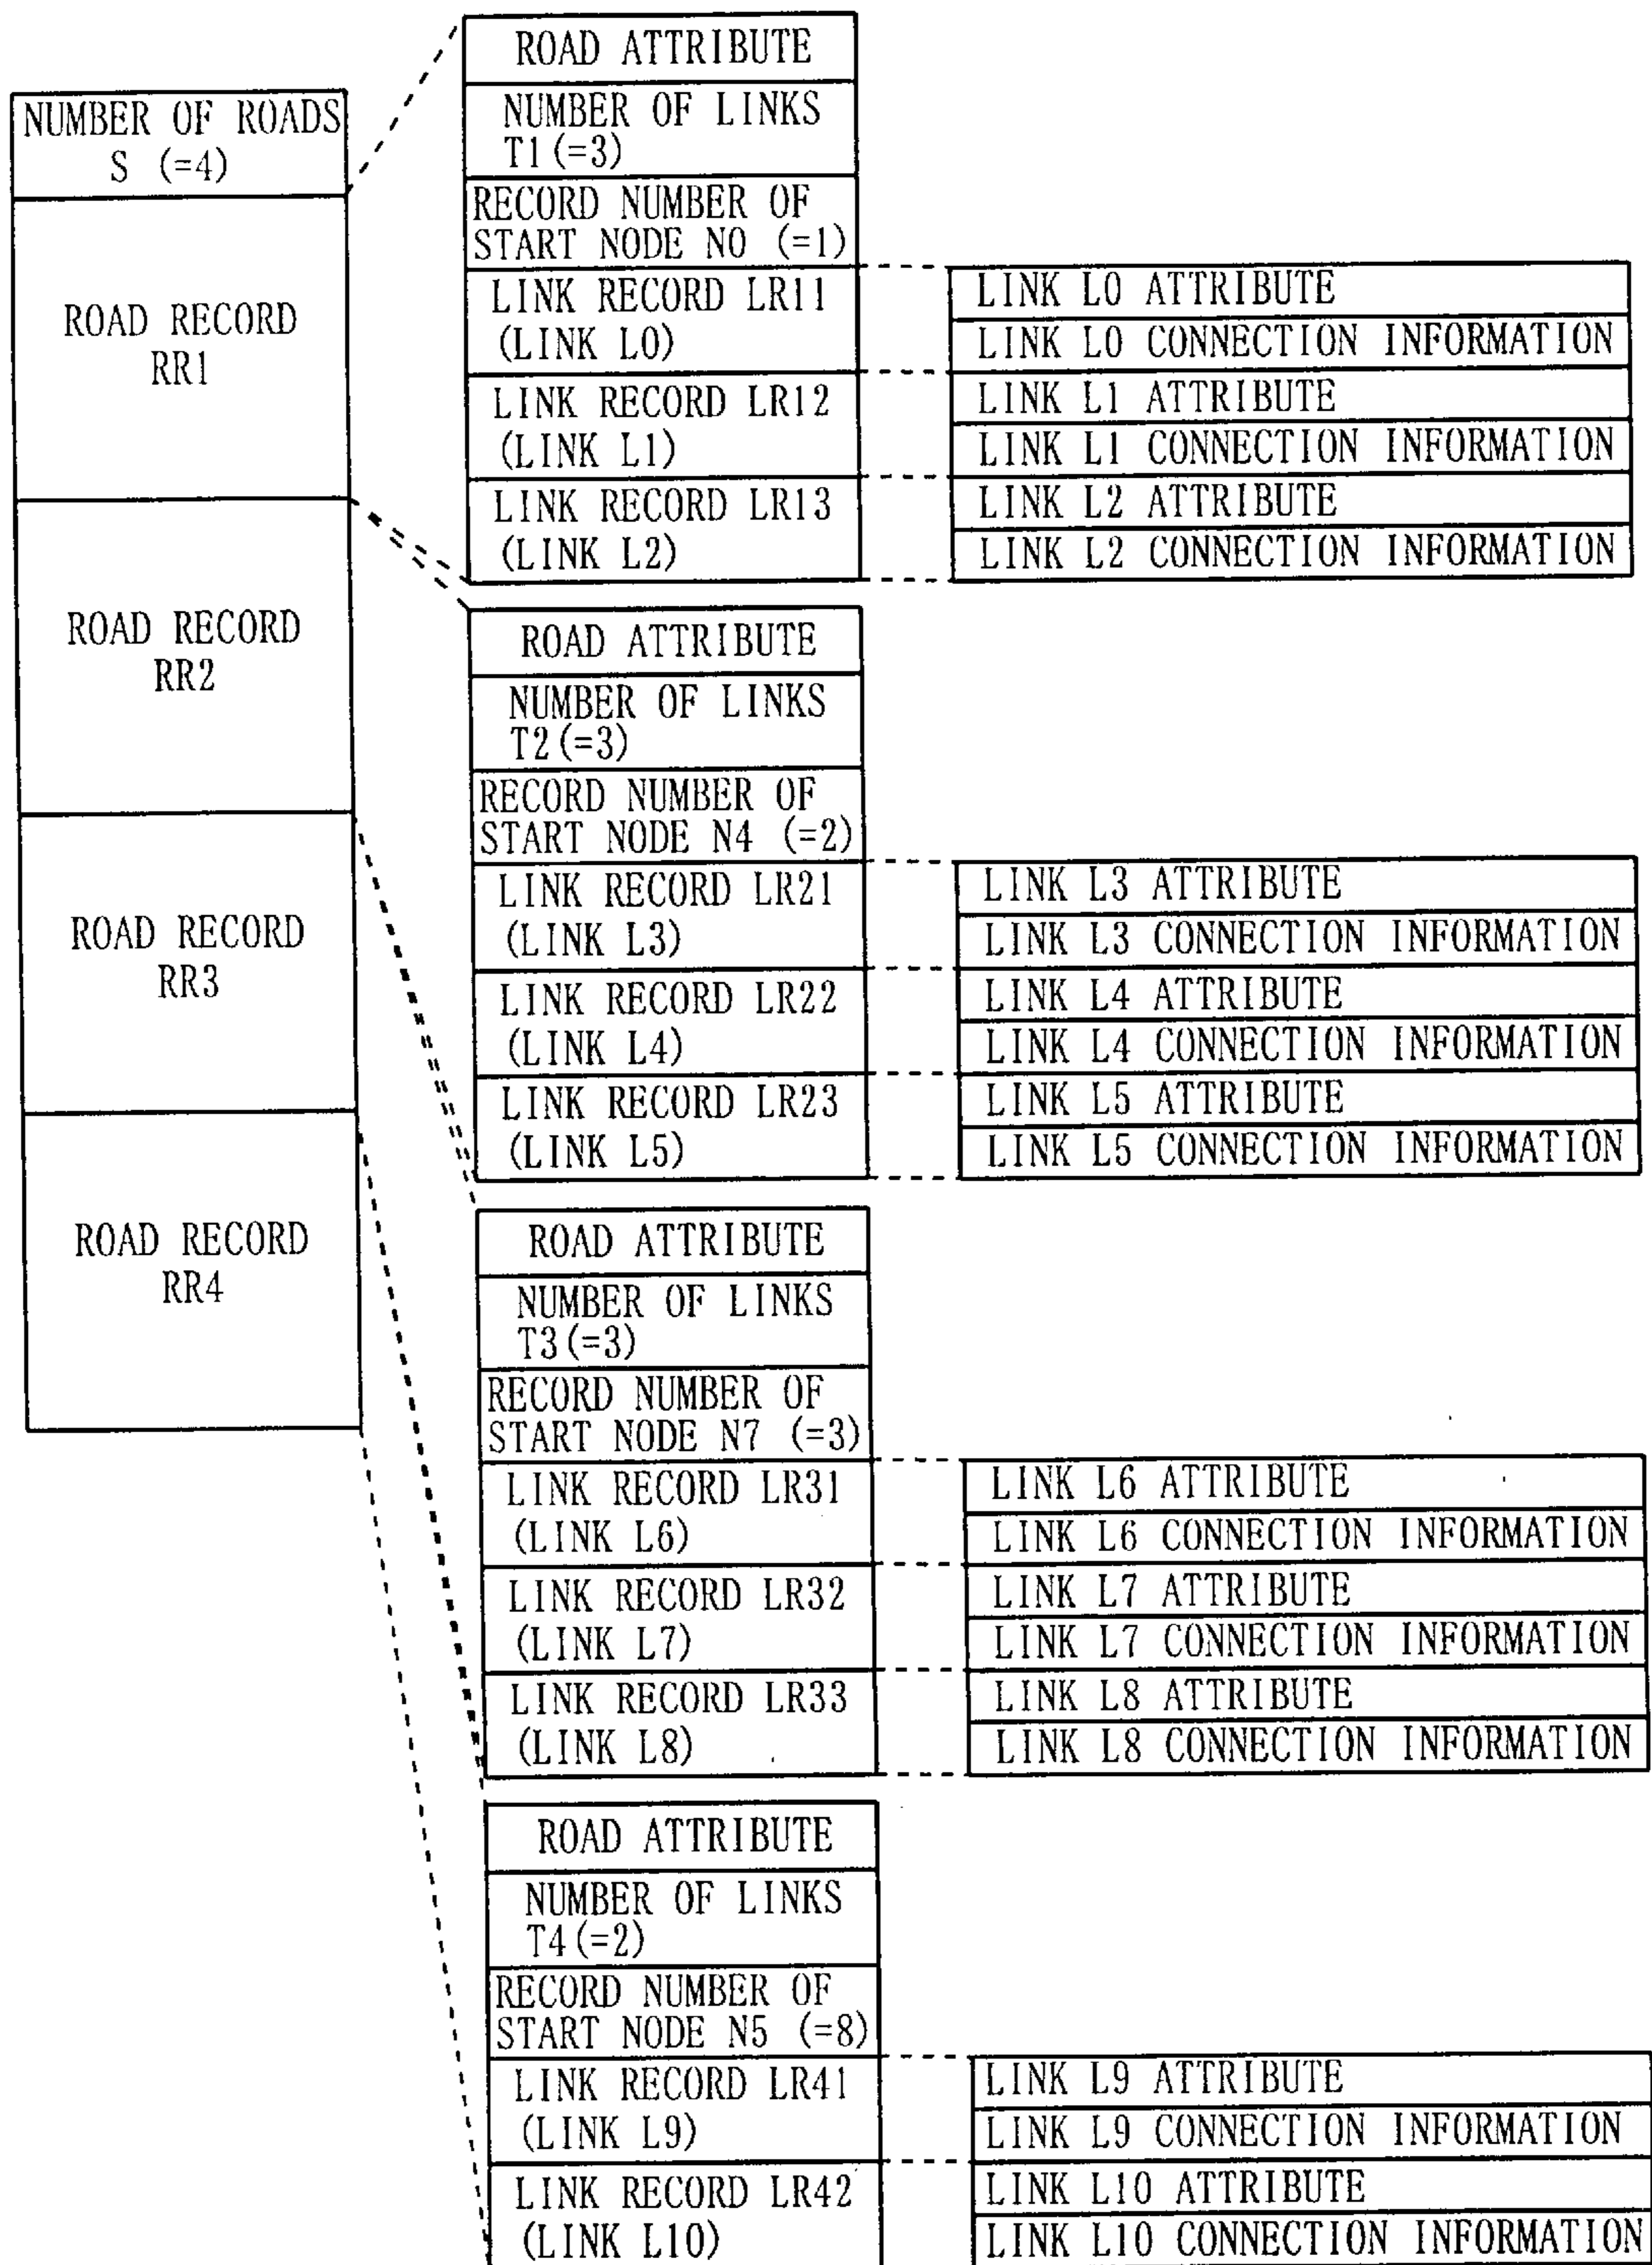 NUMBER OF ROADS
S (=4)
ROAD RECORD
RR1
ROAD RECORD
RR2
ROAD RECORD
RR3
ROAD RECORD
RR4
ROAD ATTRIBUTE
NUMBER OF LINKS
T1(=3)
RECORD NUMBER OF
START NODE N0 (=1)
LINK RECORD LR11
(LINK L0)
LINK RECORD LR12
(LINK L1)
LINK RECORD LR13
(LINK L2)
LINK L0 ATTRIBUTE
LINK L0 CONNECTION INFORMATION
LINK L1 ATTRIBUTE
LINK L1 CONNECTION INFORMATION
LINK L2 ATTRIBUTE
LINK L2 CONNECTION INFORMATION
ROAD ATTRIBUTE
NUMBER OF LINKS
T2(=3)
RECORD NUMBER OF
START NODE N4 (=2)
LINK RECORD LR21
(LINK L3)
LINK RECORD LR22
(LINK L4)
LINK RECORD LR23
(LINK L5)
LINK L3 ATTRIBUTE
LINK L3 CONNECTION INFORMATION
LINK L4 ATTRIBUTE
LINK L4 CONNECTION INFORMATION
LINK L5 ATTRIBUTE
LINK L5 CONNECTION INFORMATION
ROAD ATTRIBUTE
NUMBER OF LINKS
T3(=3)
RECORD NUMBER OF
START NODE N7 (=3)
LINK RECORD LR31
(LINK L6)
LINK RECORD LR32
(LINK L7)
LINK RECORD LR33
(LINK L8)
LINK L6 ATTRIBUTE
LINK L6 CONNECTION INFORMATION
LINK L7 ATTRIBUTE
LINK L7 CONNECTION INFORMATION
LINK L8 ATTRIBUTE
LINK L8 CONNECTION INFORMATION
ROAD ATTRIBUTE
NUMBER OF LINKS
T4(=2)
RECORD NUMBER OF
START NODE N5 (=8)
LINK RECORD LR41
(LINK L9)
LINK RECORD LR42
(LINK L10)
LINK L9 ATTRIBUTE
LINK L9 CONNECTION INFORMATION
LINK L10 ATTRIBUTE
LINK L10 CONNECTION INFORMATION